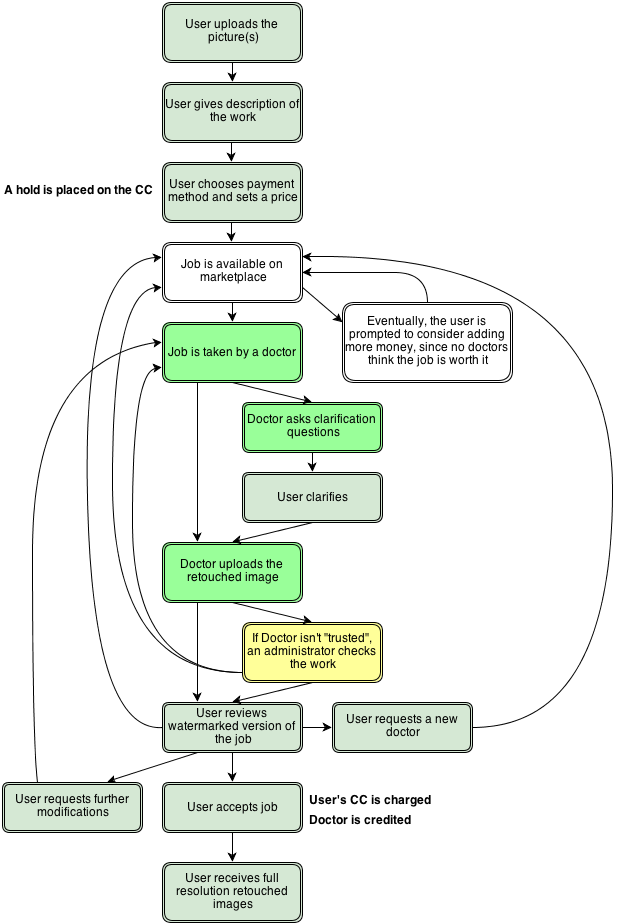 User uploads the
picture(s)
User gives description of
the work
A hold is placed on the CC
User chooses payment
method and sets a price
Job is available on
marketplace
Eventually, the user is
prompted to consider adding
more money, since no doctors
think the job is worth it
Job is taken by a doctor
Doctor asks clarification
questions
User clarifies
Doctor uploads the
retouched image
If Doctor isn't "trusted",
an administrator checks
the work
User reviews
watermarked version of
the job
User requests a new
doctor
User requests further
modifications
User accepts job
User's CC is charged
Doctor is credited
User receives full
resolution retouched
images